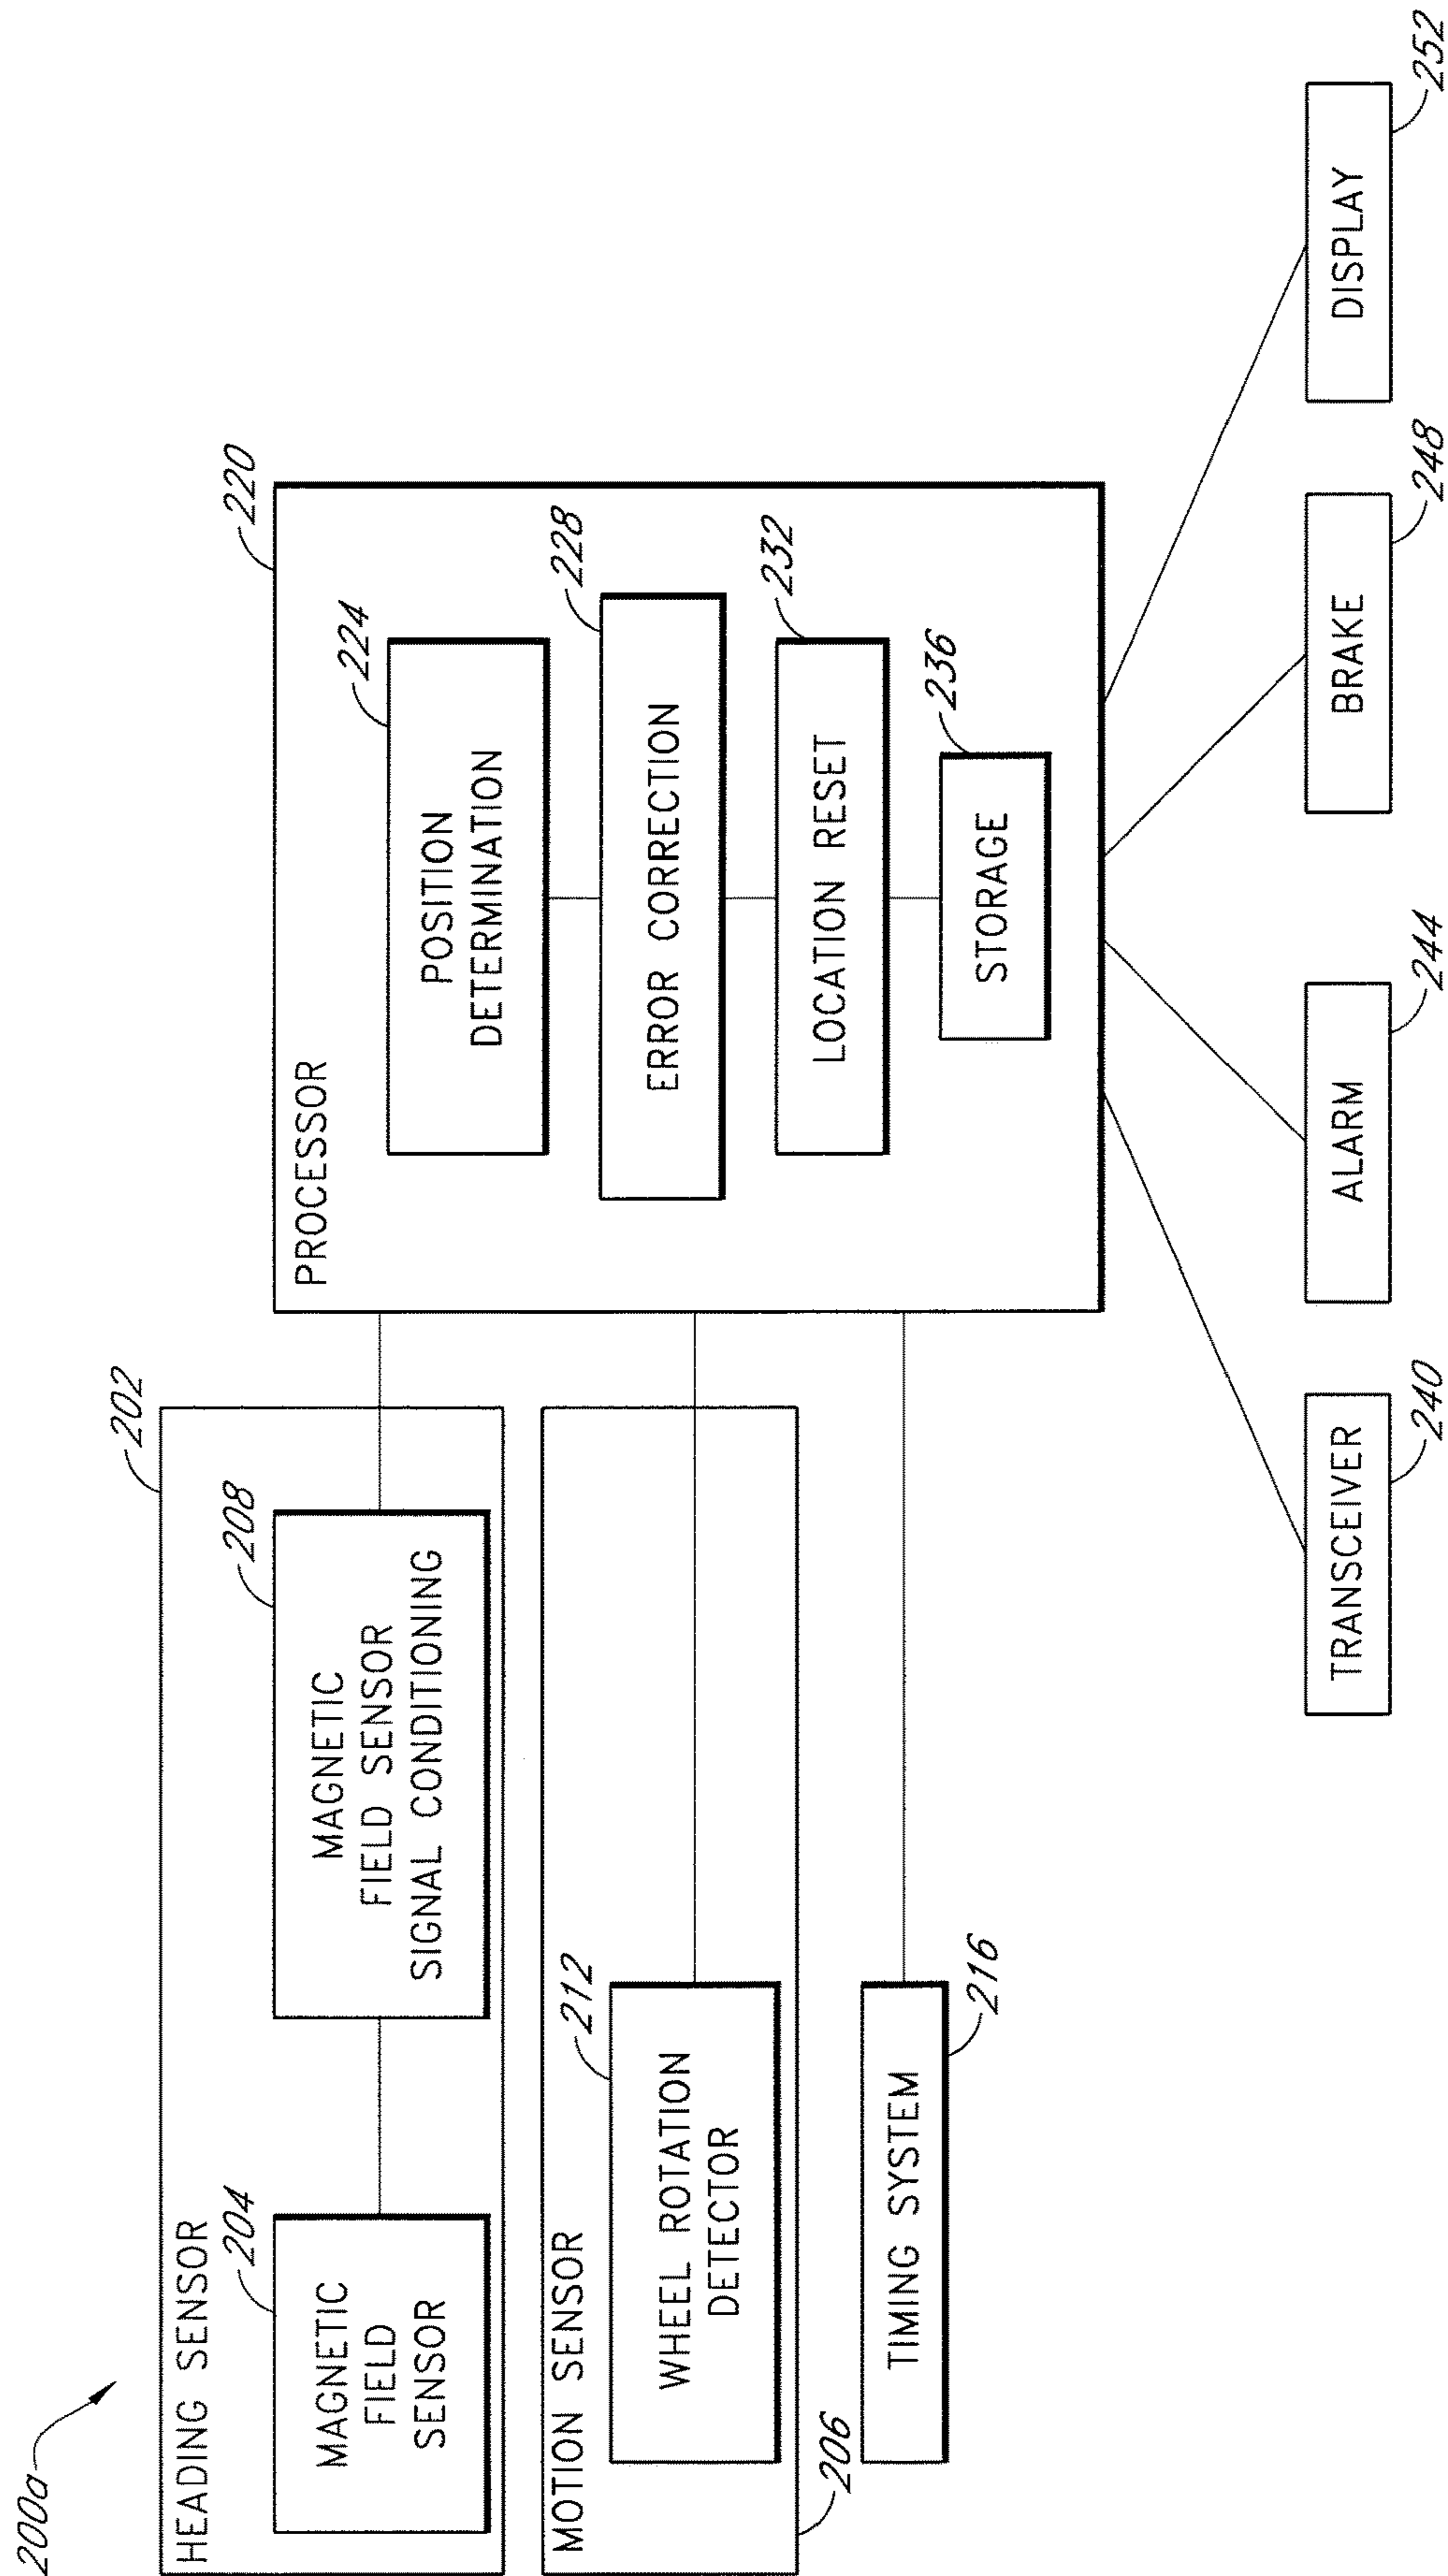 200a
HEADING SENSOR
202
204
MAGNETIC
FIELD
SENSOR
208
MAGNETIC
FIELD SENSOR
SIGNAL CONDITIONING
MOTION SENSOR
206
212
WHEEL ROTATION
DETECTOR
TIMING SYSTEM
216
PROCESSOR
220
224
POSITION
DETERMINATION
228
ERROR CORRECTION
232
LOCATION RESET
236
STORAGE
TRANSCEIVER
240
ALARM
244
BRAKE
248
DISPLAY
252